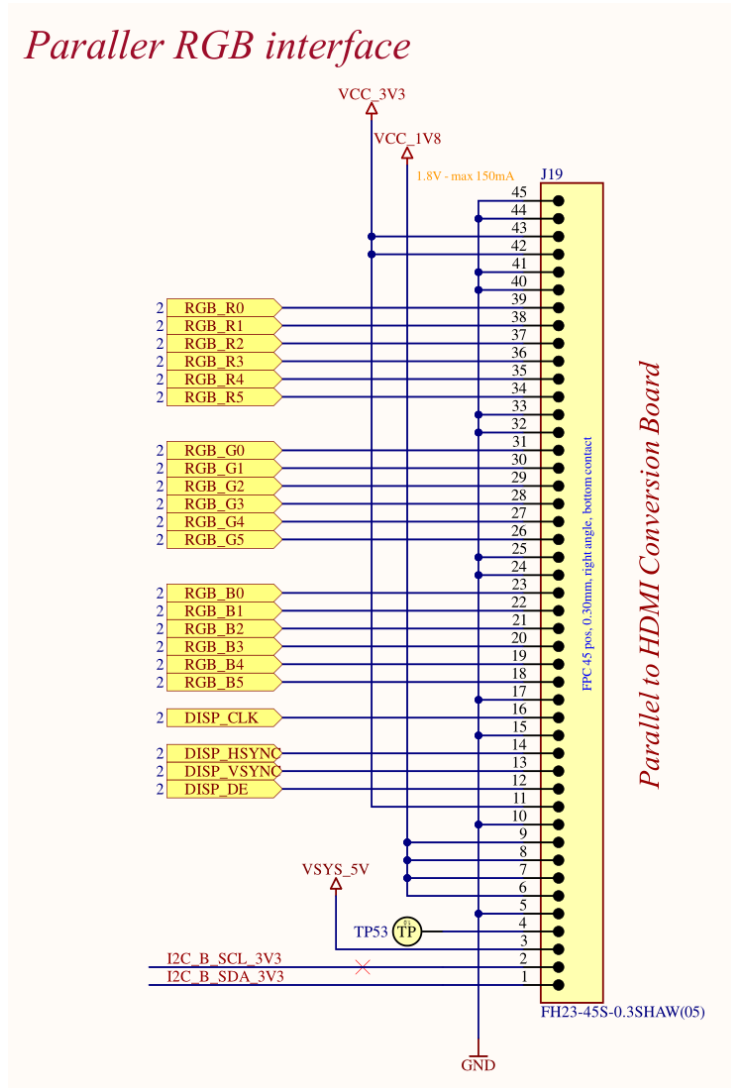 Paraller RGB interface
VCC_3V3
VCC_1V8
1.8V - max 150mA
J19
45
44
43
42
41
40
2 RGB_R0 39
2 RGB_R1 38
2 RGB_R2 37
2 RGB_R3 36
2 RGB_R4 35
2 RGB_R5 34
33
32
2 RGB_G0 31
2 RGB_G1 30
2 RGB_G2 29
2 RGB_G3 28
2 RGB_G4 27
2 RGB_G5 26
25
24
2 RGB_B0 23
2 RGB_B1 22
2 RGB_B2 21
2 RGB_B3 20
2 RGB_B4 19
2 RGB_B5 18
17
2 DISP_CLK 16
15
2 DISP_HSYNC 14
2 DISP_VSYNC 13
2 DISP_DE 12
11
10
9
8
7
VSYS_5V
6
5
TP53 TP 4
3
I2C_B_SCL_3V3 2
I2C_B_SDA_3V3 1
FPC 45 pos, 0.30mm, right angle, bottom contact
Parallel to HDMI Conversion Board
FH23-45S-0.3SHAW(05)
GND